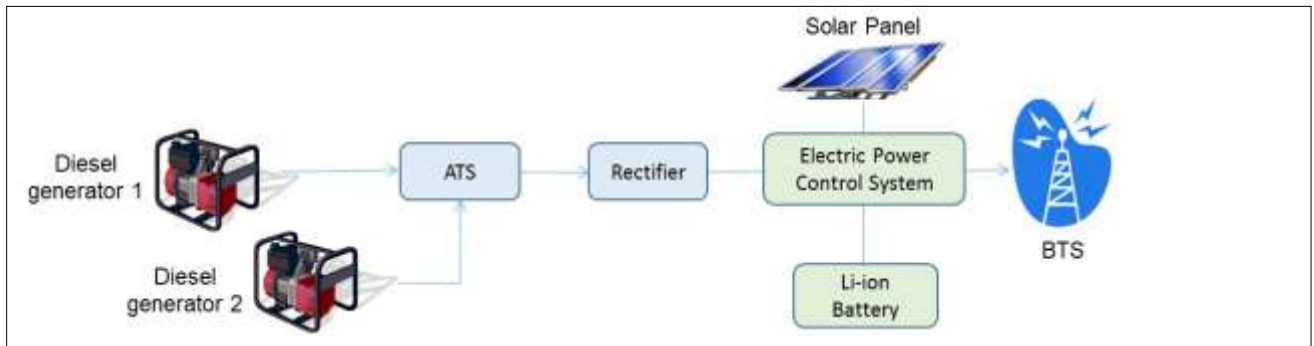 Solar Panel
Diesel
generator 1
ATS
Rectifier
Electric Power
Control System
BTS
Diesel
generator 2
Li-ion
Battery